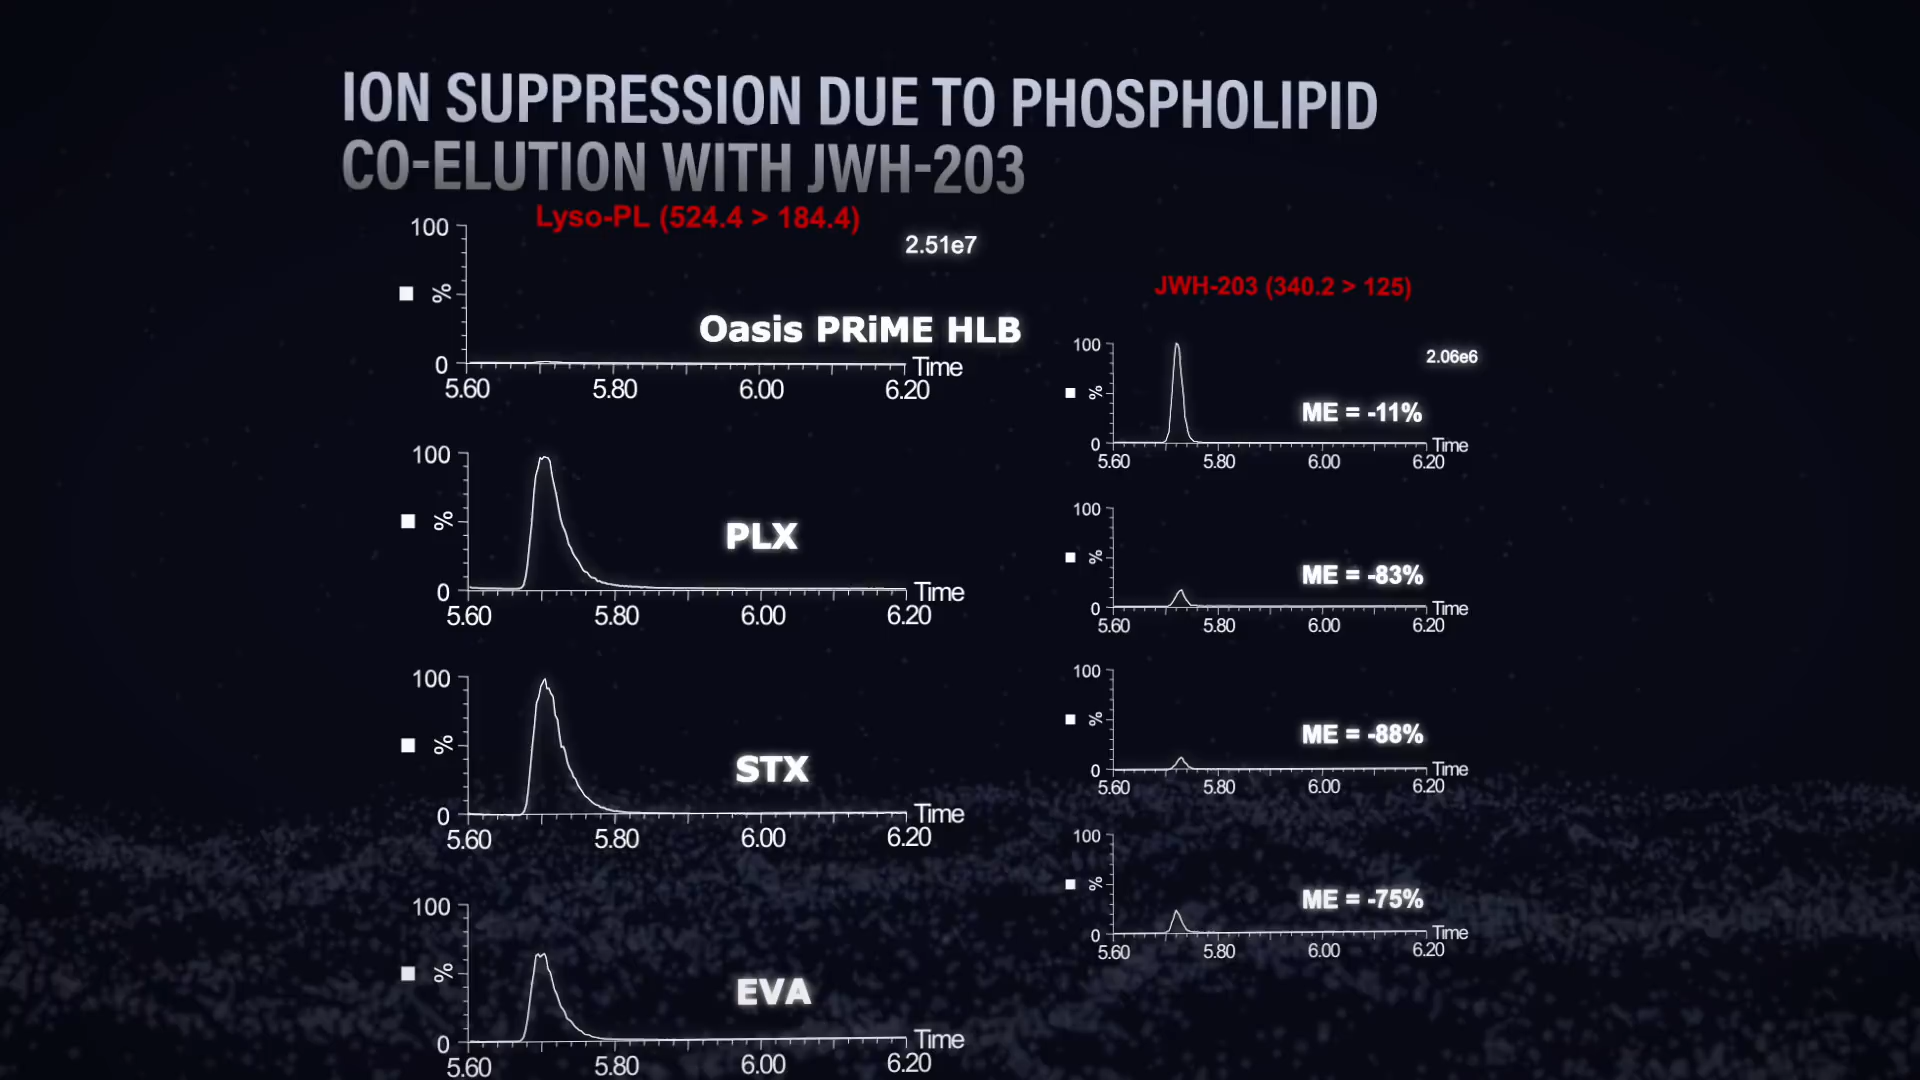 ION SUPPRESSION DUE TO PHOSPHOLIPID
CO-ELUTION WITH JWH-203
Lyso-PL (524.4 > 184.4)
100
2.51e7
%
Oasis PRiME HLB
0
Time
5.60 5.80 6.00 6.20
100
%
PLX
0
Time
5.60 5.80 6.00 6.20
100
%
STX
0
Time
5.60 5.80 6.00 6.20
100
%
EVA
0
Time
5.60 5.80 6.00 6.20
JWH-203 (340.2 > 125)
100
2.06e6
%
ME = -11%
0
Time
5.60 5.80 6.00 6.20
100
%
ME = -83%
0
Time
5.60 5.80 6.00 6.20
100
%
ME = -88%
0
Time
5.60 5.80 6.00 6.20
100
%
ME = -75%
0
Time
5.60 5.80 6.00 6.20